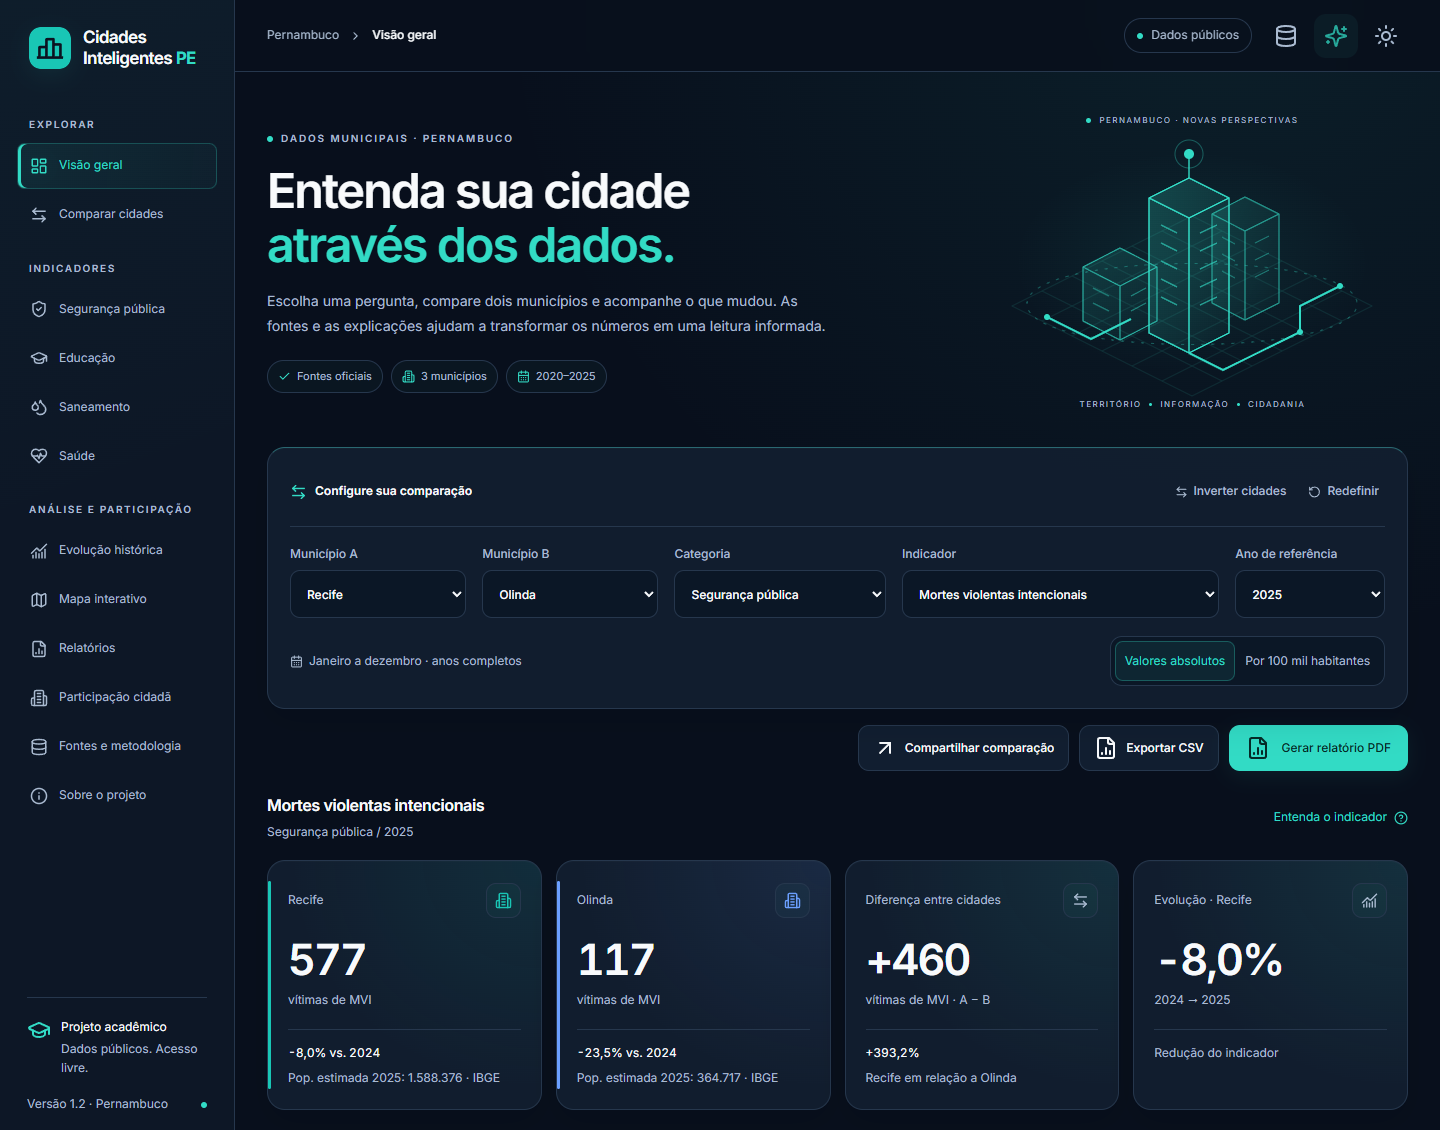 Cidades
Inteligentes PE
EXPLORAR
Visão geral
Comparar cidades
INDICADORES
Segurança pública
Educação
Saneamento
Saúde
ANÁLISE E PARTICIPAÇÃO
Evolução histórica
Mapa interativo
Relatórios
Participação cidadã
Fontes e metodologia
Sobre o projeto
Projeto acadêmico
Dados públicos. Acesso
livre.
Versão 1.2 · Pernambuco
Pernambuco > Visão geral
Dados públicos
DADOS MUNICIPAIS · PERNAMBUCO
Entenda sua cidade
através dos dados.
Escolha uma pergunta, compare dois municípios e acompanhe o que mudou. As
fontes e as explicações ajudam a transformar os números em uma leitura informada.
Fontes oficiais
3 municípios
2020–2025
PERNAMBUCO · NOVAS PERSPECTIVAS
TERRITÓRIO • INFORMAÇÃO • CIDADANIA
Configure sua comparação
Inverter cidades
Redefinir
Município A
Município B
Categoria
Indicador
Ano de referência
Recife
Olinda
Segurança pública
Mortes violentas intencionais
2025
Janeiro a dezembro · anos completos
Valores absolutos
Por 100 mil habitantes
Compartilhar comparação
Exportar CSV
Gerar relatório PDF
Mortes violentas intencionais
Segurança pública / 2025
Entenda o indicador
Recife
577
vítimas de MVI
-8,0% vs. 2024
Pop. estimada 2025: 1.588.376 · IBGE
Olinda
117
vítimas de MVI
-23,5% vs. 2024
Pop. estimada 2025: 364.717 · IBGE
Diferença entre cidades
+460
vítimas de MVI · A − B
+393,2%
Recife em relação a Olinda
Evolução · Recife
-8,0%
2024 → 2025
Redução do indicador